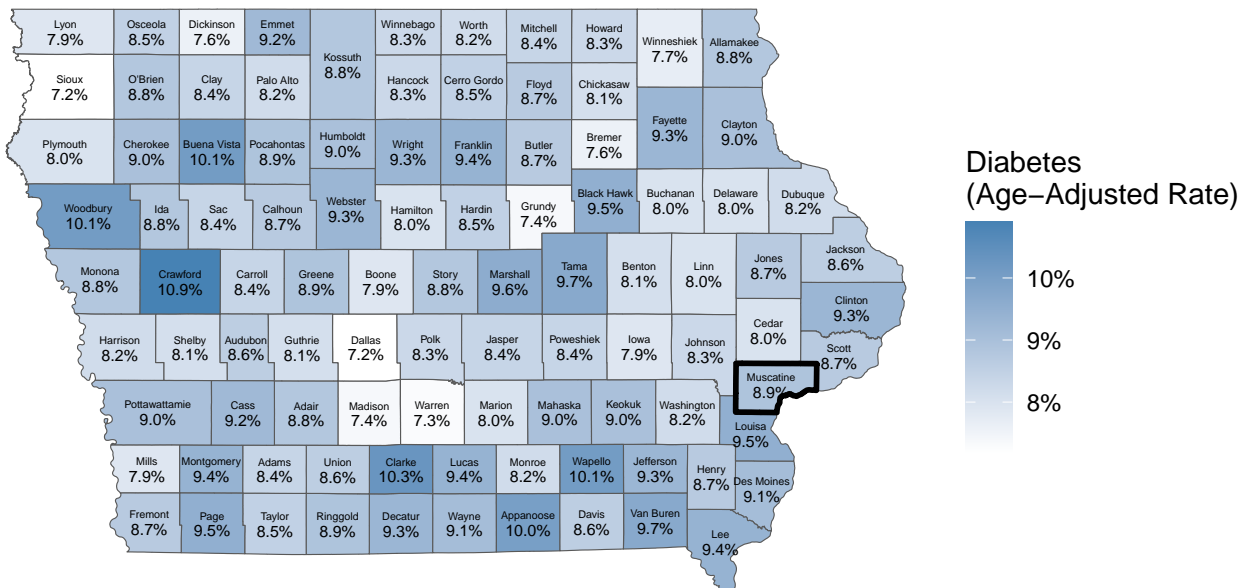 Lyon
7.9%
Osceola
8.5%
Dickinson
7.6%
Emmet
9.2%
Winnebago
8.3%
Worth
8.2%
Mitchell
8.4%
Howard
8.3%
Winneshiek
7.7%
Allamakee
8.8%
Kossuth
8.8%
Sioux
7.2%
O'Brien
8.8%
Clay
8.4%
Palo Alto
8.2%
Hancock
8.3%
Cerro Gordo
8.5%
Floyd
8.7%
Chickasaw
8.1%
Fayette
9.3%
Clayton
9.0%
Plymouth
8.0%
Cherokee
9.0%
Buena Vista
10.1%
Pocahontas
8.9%
Humboldt
9.0%
Wright
9.3%
Franklin
9.4%
Butler
8.7%
Bremer
7.6%
Woodbury
10.1%
Ida
8.8%
Sac
8.4%
Calhoun
8.7%
Webster
9.3%
Hamilton
8.0%
Hardin
8.5%
Grundy
7.4%
Black Hawk
9.5%
Buchanan
8.0%
Delaware
8.0%
Dubuque
8.2%
Monona
8.8%
Crawford
10.9%
Carroll
8.4%
Greene
8.9%
Boone
7.9%
Story
8.8%
Marshall
9.6%
Tama
9.7%
Benton
8.1%
Linn
8.0%
Jones
8.7%
Jackson
8.6%
Clinton
9.3%
Harrison
8.2%
Shelby
8.1%
Audubon
8.6%
Guthrie
8.1%
Dallas
7.2%
Polk
8.3%
Jasper
8.4%
Poweshiek
8.4%
Iowa
7.9%
Johnson
8.3%
Cedar
8.0%
Scott
8.7%
Muscatine
8.9%
Pottawattamie
9.0%
Cass
9.2%
Adair
8.8%
Madison
7.4%
Warren
7.3%
Marion
8.0%
Mahaska
9.0%
Keokuk
9.0%
Washington
8.2%
Louisa
9.5%
Mills
7.9%
Montgomery
9.4%
Adams
8.4%
Union
8.6%
Clarke
10.3%
Lucas
9.4%
Monroe
8.2%
Wapello
10.1%
Jefferson
9.3%
Henry
8.7%
Des Moines
9.1%
Fremont
8.7%
Page
9.5%
Taylor
8.5%
Ringgold
8.9%
Decatur
9.3%
Wayne
9.1%
Appanoose
10.0%
Davis
8.6%
Van Buren
9.7%
Lee
9.4%
Diabetes
(Age−Adjusted Rate)
10%
9%
8%